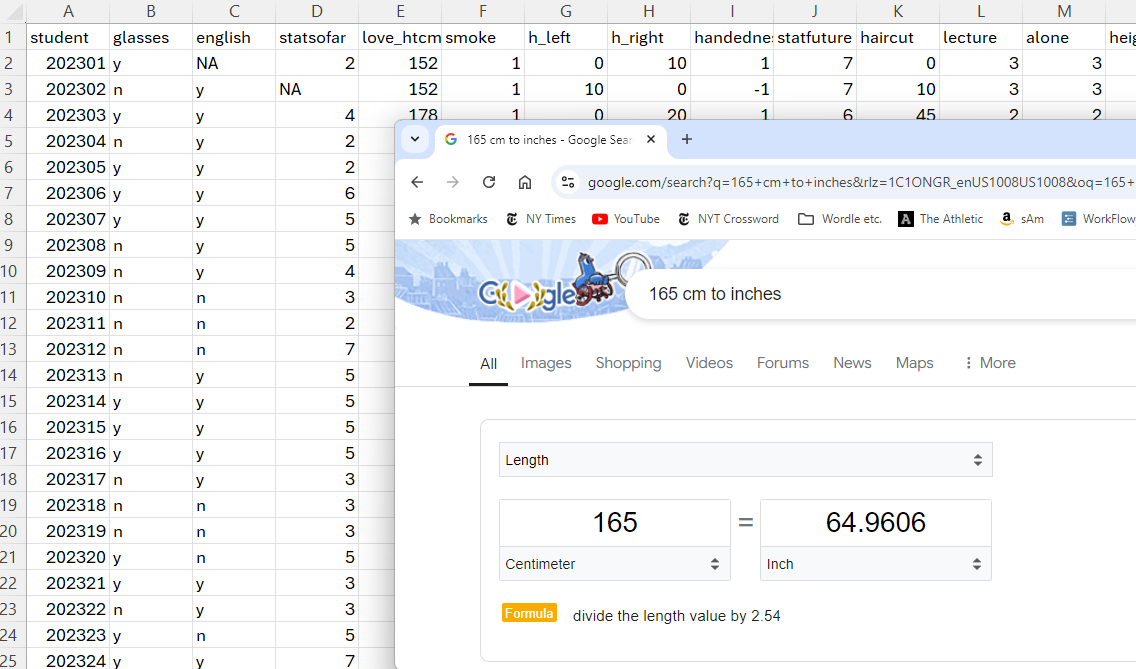 A B C D E F G H I J K L M
1 student glasses english statsofar love_htcm smoke h_left h_right handednes statfuture haircut lecture alone heig
2 202301 y NA 2 152 1 0 10 1 7 0 3 3
3 202302 n y NA 152 1 10 0 -1 7 10 3 3
4 202303 y y 4 178 1 0 20 1 6 45 2 2
5 202304 n y 2
6 202305 y y 2
7 202306 y y 6
8 202307 y y 5
9 202308 n y 5
10 202309 n y 4
11 202310 n n 3
12 202311 n n 2
13 202312 n n 7
14 202313 n y 5
15 202314 y y 5
16 202315 y y 5
17 202316 y y 5
18 202317 n y 3
19 202318 n n 3
20 202319 n n 3
21 202320 y n 5
22 202321 y y 3
23 202322 n y 3
24 202323 y n 5
25 202324 y y 7
165 cm to inches - Google Sear
google.com/search?q=165+cm+to+inches&rlz=1C1ONGR_enUS1008US1008&oq=165+
Bookmarks NY Times YouTube NYT Crossword Wordle etc. The Athletic sAm WorkFlow
Google
165 cm to inches
All Images Shopping Videos Forums News Maps More
Length
165 = 64.9606
Centimeter Inch
Formula divide the length value by 2.54